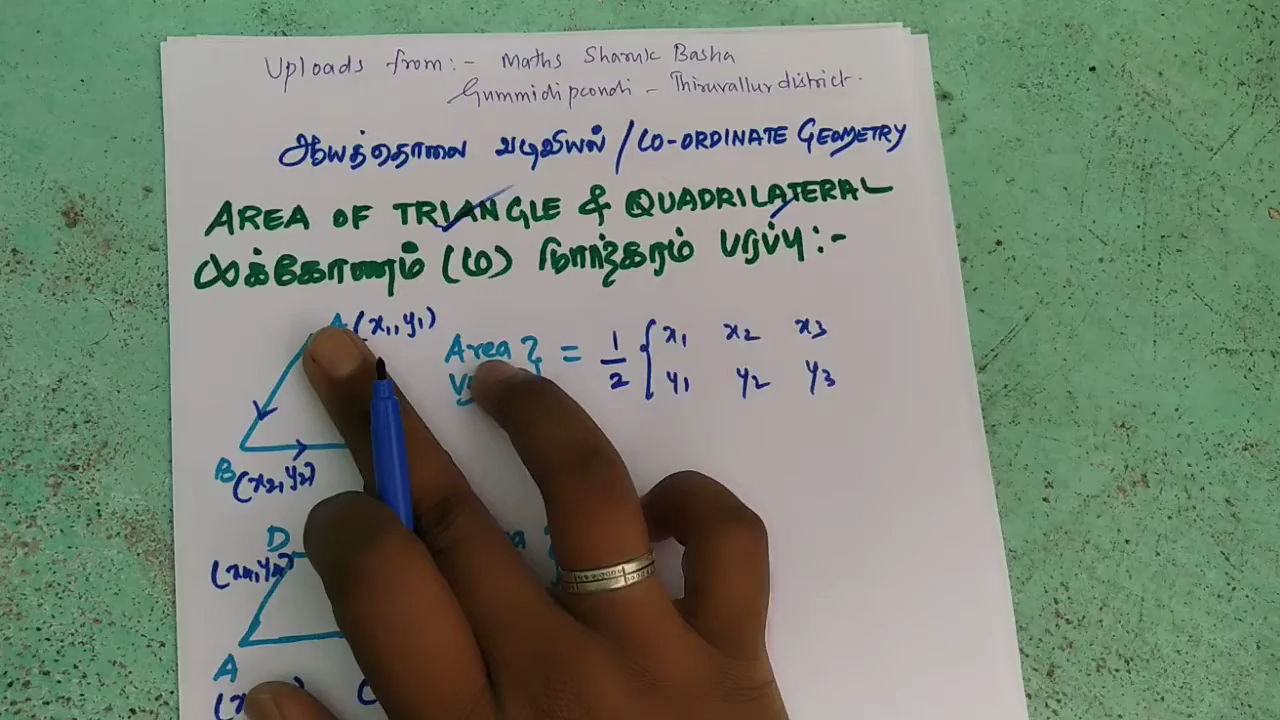 Uploads from:- Maths Sharuk Basha
Gummidipoondi - Thiruvallur district.
ஆயத்தொலை வடிவியல் / CO-ORDINATE GEOMETRY
AREA OF TRIANGLE & QUADRILATERAL
முக்கோணம் (ம) நாற்கரம் பரப்பு :-
A (x₁, y₁)
Area } = 1/2 { x₁ x₂ x₃
y₁ y₂ y₃
B (x₂, y₂)
D
A